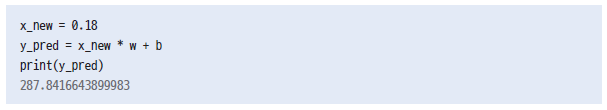 x_new = 0.18
y_pred = x_new * w + b
print(y_pred)
287.8416643899983